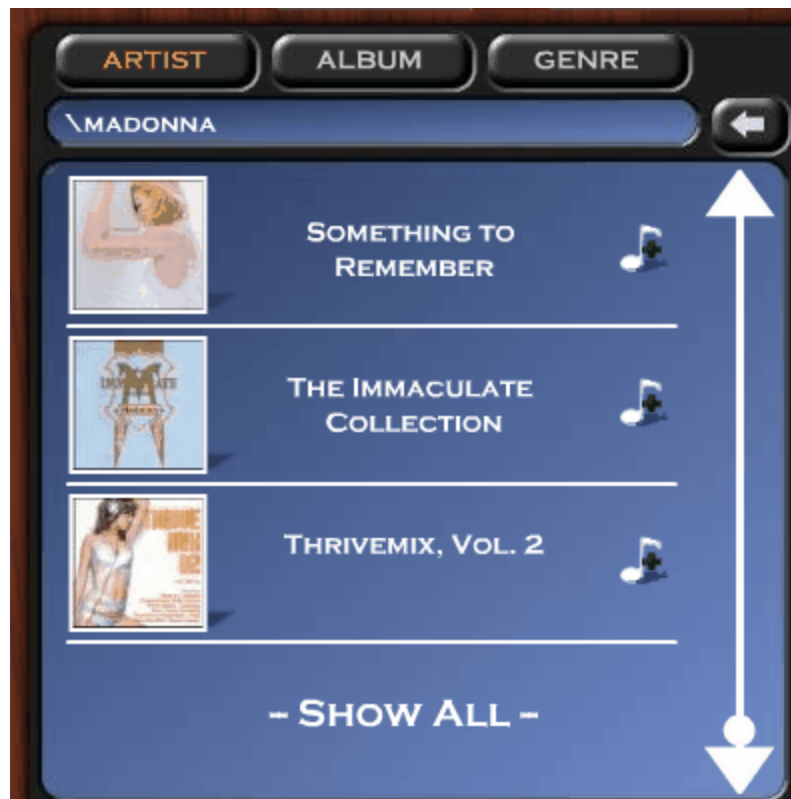 ARTIST ALBUM GENRE
\MADONNA
SOMETHING TO
REMEMBER
THE IMMACULATE
COLLECTION
THRIVEMIX, VOL. 2
- SHOW ALL -